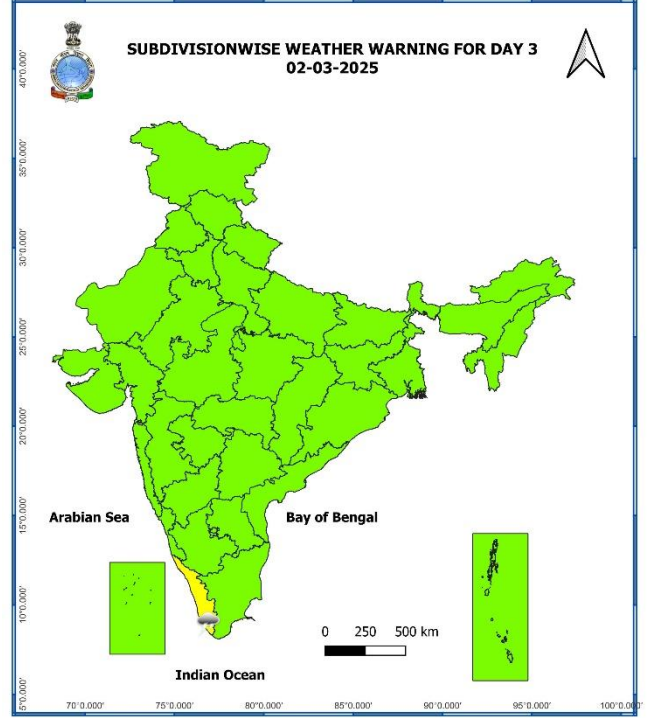 SUBDIVISIONWISE WEATHER WARNING FOR DAY 3
02-03-2025
40°0.000'
35°0.000'
30°0.000'
25°0.000'
20°0.000'
15°0.000'
10°0.000'
5°0.000'
Arabian Sea
Bay of Bengal
0 250 500 km
Indian Ocean
70°0.000' 75°0.000' 80°0.000' 85°0.000' 90°0.000' 95°0.000' 100°0.000'